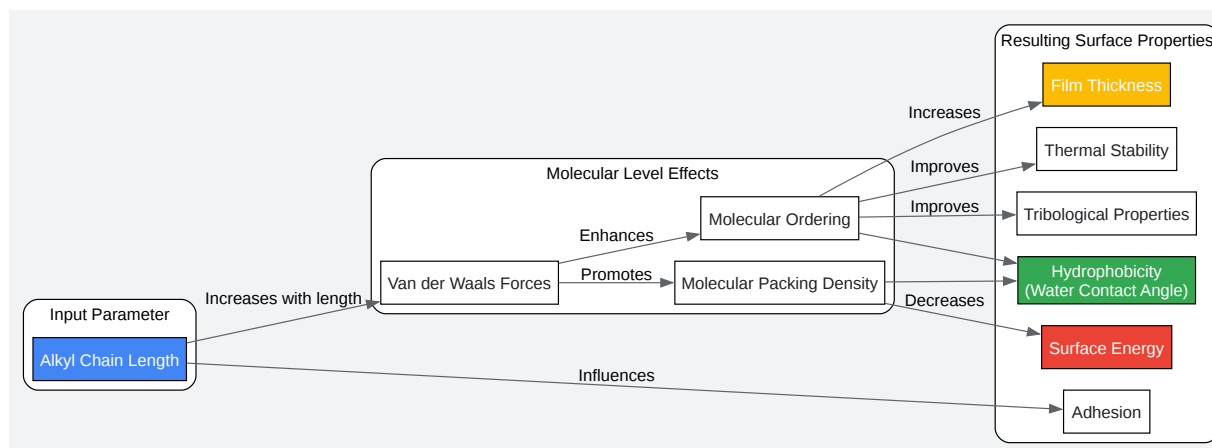 Resulting Surface Properties
Film Thickness
Increases
Thermal Stability
Improves
Molecular Level Effects
Improves
Tribological Properties
Molecular Ordering
Enhances
Hydrophobicity
(Water Contact Angle)
Van der Waals Forces
Promotes
Molecular Packing Density
Increases with length
Decreases
Input Parameter
Surface Energy
Alkyl Chain Length
Influences
Adhesion